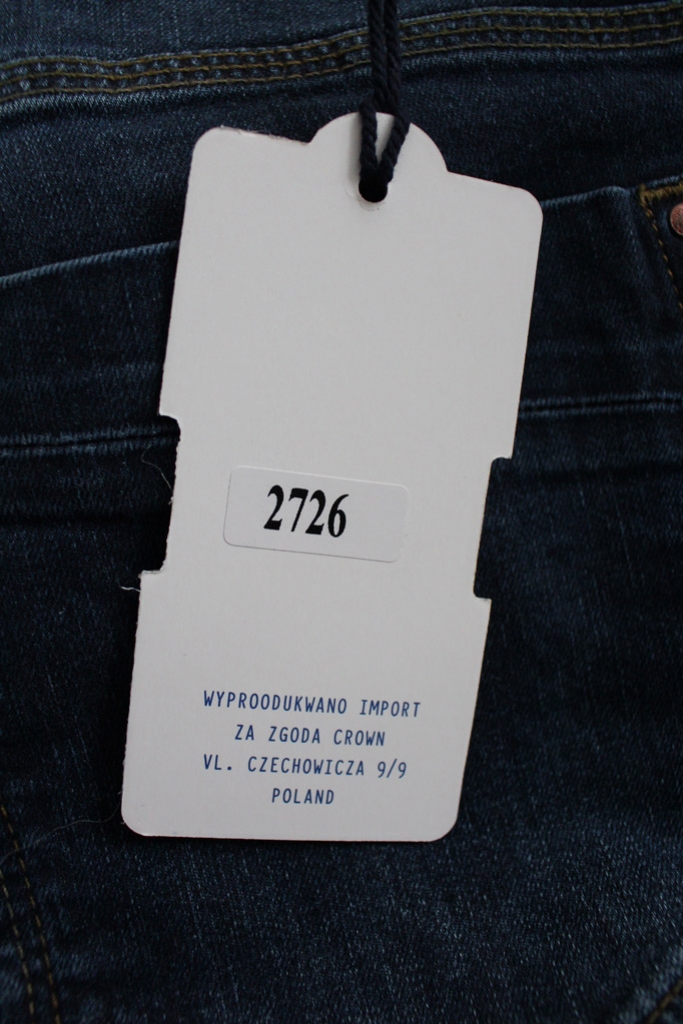 2726
WYPROODUKWANO IMPORT
ZA ZGODA CROWN
VL. CZECHOWICZA 9/9
POLAND